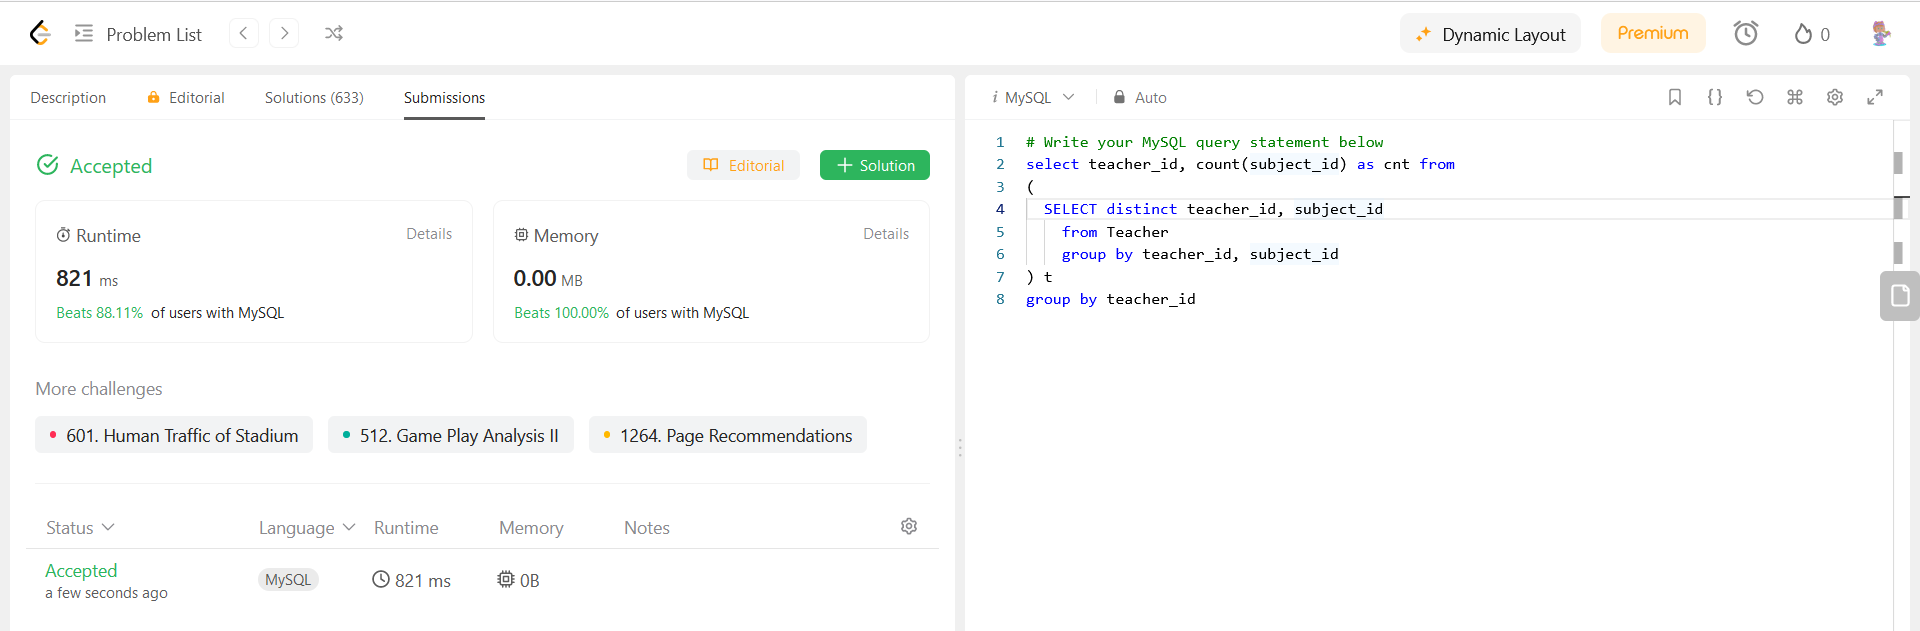 Problem List
Dynamic Layout
Premium
0
Description
Editorial
Solutions (633)
Submissions
Accepted
Editorial
Solution
Runtime
Details
821 ms
Beats 88.11% of users with MySQL
Memory
Details
0.00 MB
Beats 100.00% of users with MySQL
More challenges
601. Human Traffic of Stadium
512. Game Play Analysis II
1264. Page Recommendations
Status
Language
Runtime
Memory
Notes
Accepted
a few seconds ago
MySQL
821 ms
0B
i MySQL
Auto
1 # Write your MySQL query statement below
2 select teacher_id, count(subject_id) as cnt from
3 (
4 SELECT distinct teacher_id, subject_id
5 from Teacher
6 group by teacher_id, subject_id
7 ) t
8 group by teacher_id